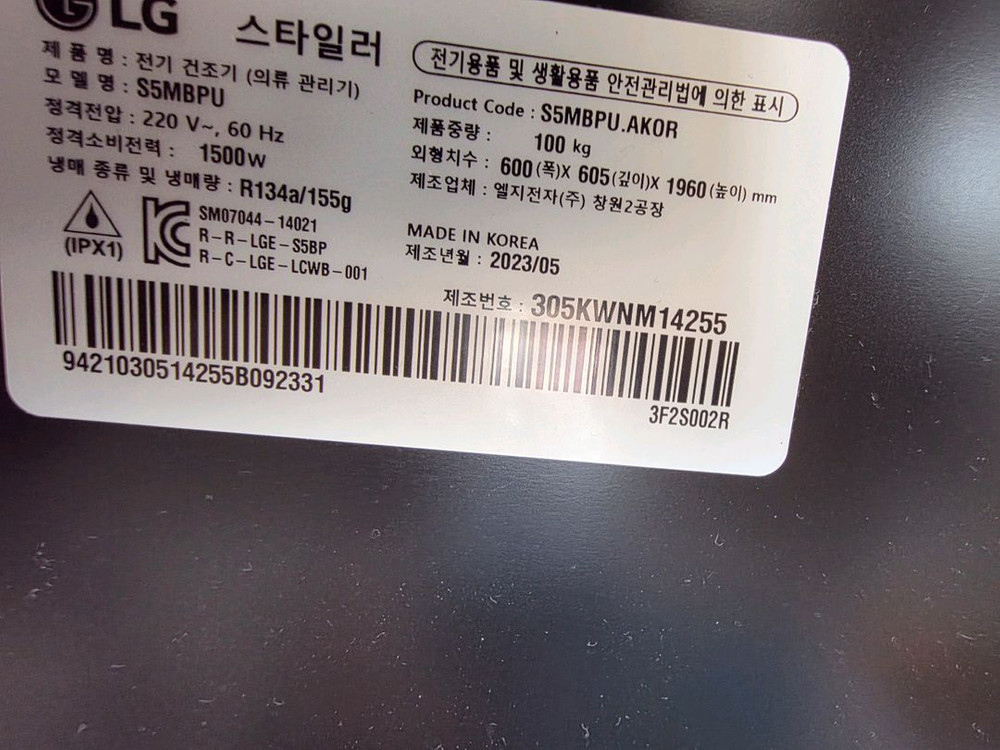 LG 스타일러
제 품 명 : 전기 건조기 (의류 관리기)
모 델 명 : S5MBPU
정격전압 : 220 V~, 60 Hz
정격소비전력 : 1500W
냉매 종류 및 냉매량 : R134a/155g
(IPX1)
SM07044-14021
R-R-LGE-S5BP
R-C-LGE-LCWB-001
전기용품 및 생활용품 안전관리법에 의한 표시
Product Code : S5MBPU.AKOR
제품중량 : 100 kg
외형치수 : 600(폭)X 605(깊이)X 1960(높이) mm
제조업체 : 엘지전자(주) 창원2공장
MADE IN KOREA
제조년월 : 2023/05
제조번호 : 305KWNM14255
9421030514255B092331
3F2S002R